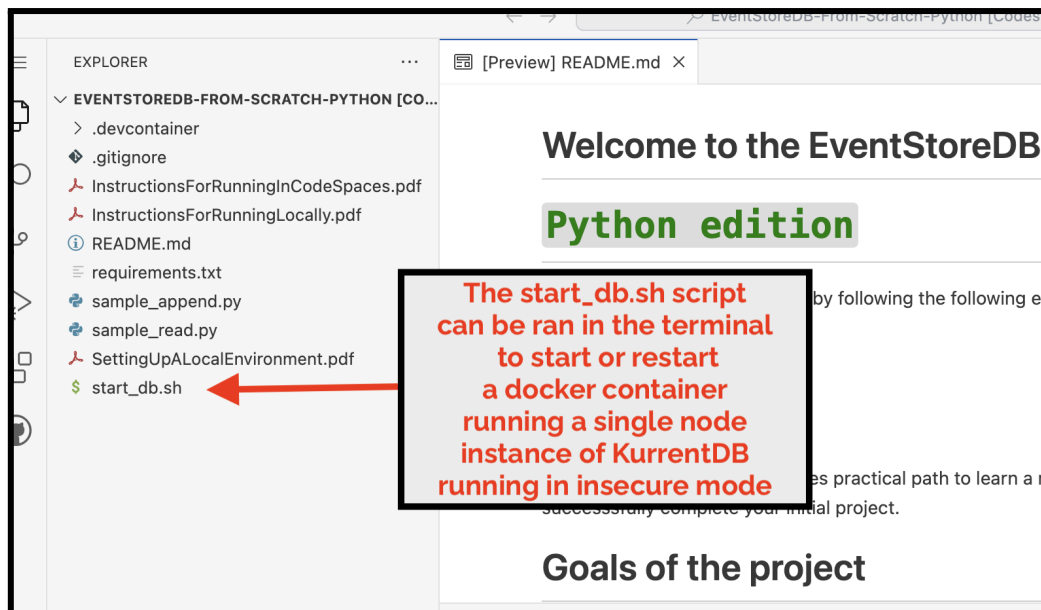 EventStoreDB-From-Scratch-Python [Codes
EXPLORER
[Preview] README.md
EVENTSTOREDB-FROM-SCRATCH-PYTHON [CO...
.devcontainer
.gitignore
InstructionsForRunningInCodeSpaces.pdf
InstructionsForRunningLocally.pdf
README.md
requirements.txt
sample_append.py
sample_read.py
SettingUpALocalEnvironment.pdf
$ start_db.sh
Welcome to the EventStoreDB
Python edition
by following the following e
The start_db.sh script
can be ran in the terminal
to start or restart
a docker container
running a single node
instance of KurrentDB
running in insecure mode
es practical path to learn a
successsfully complete your initial project.
Goals of the project